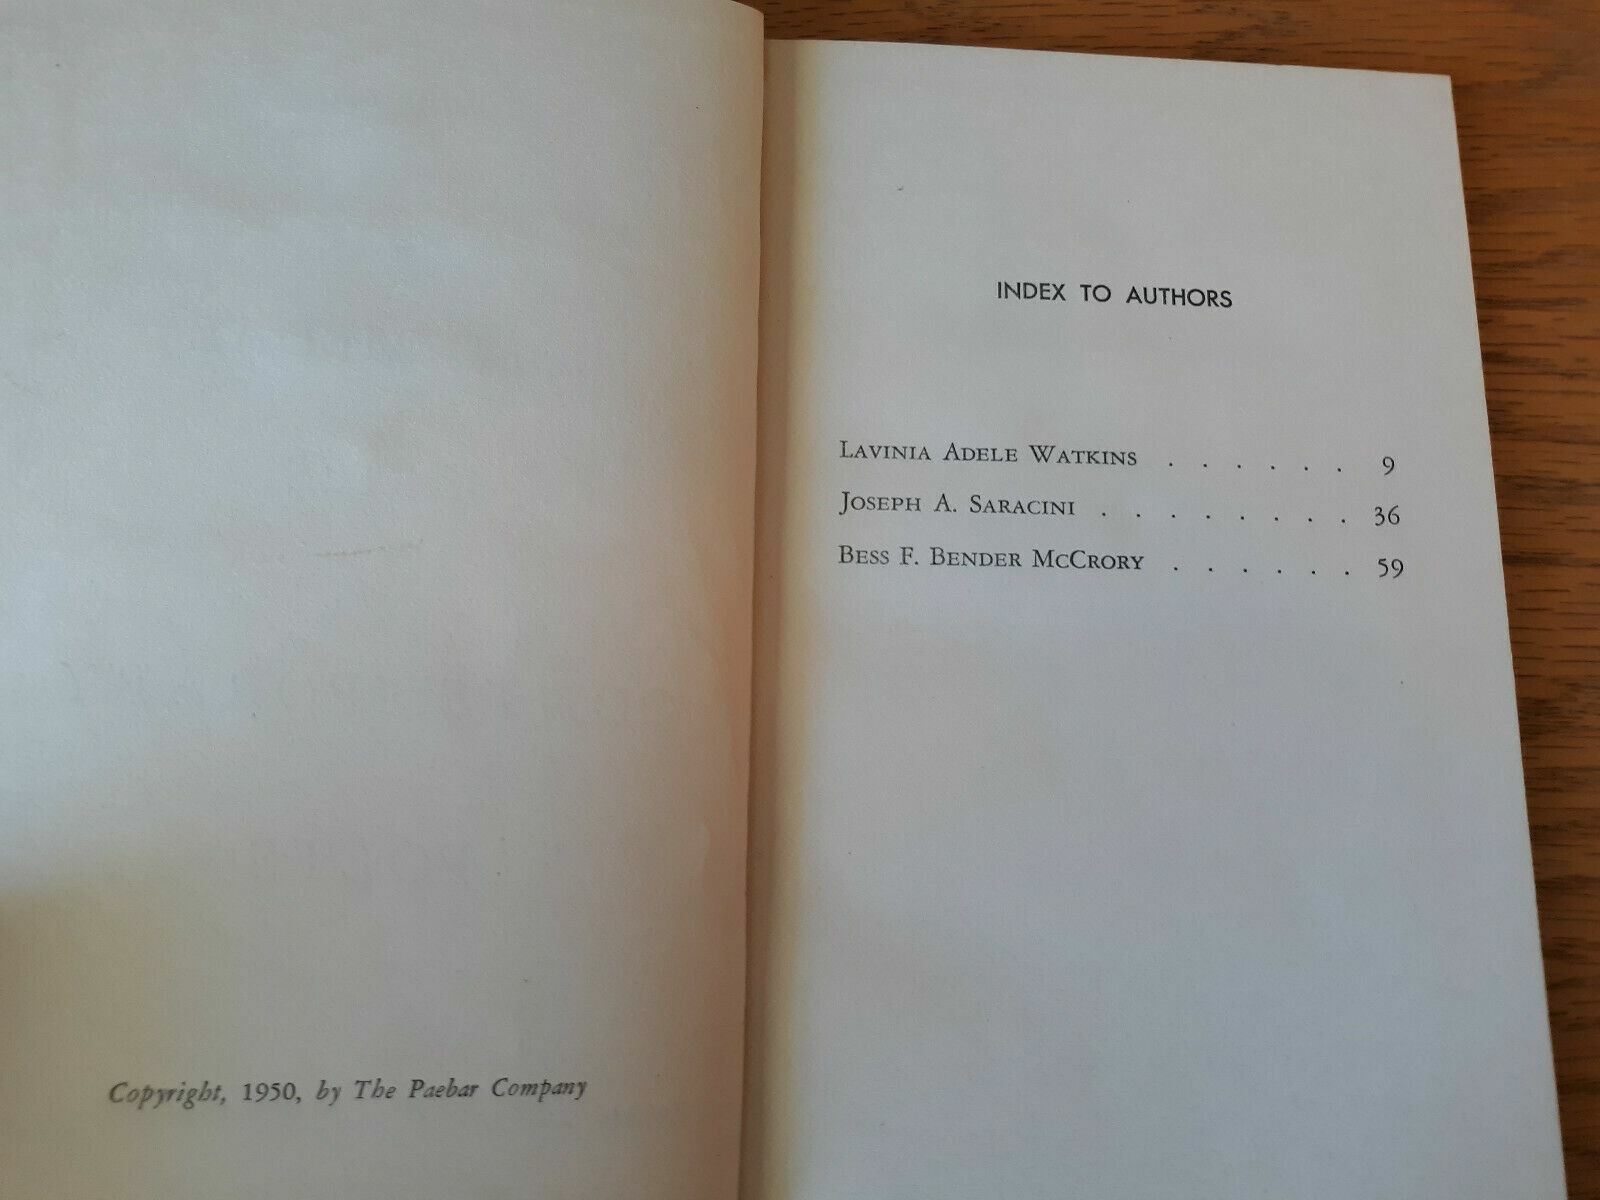 Copyright, 1950, by The Paebar Company
INDEX TO AUTHORS
LAVINIA ADELE WATKINS . . . . . . 9
JOSEPH A. SARACINI . . . . . . . . 36
BESS F. BENDER MCCRORY . . . . . . 59